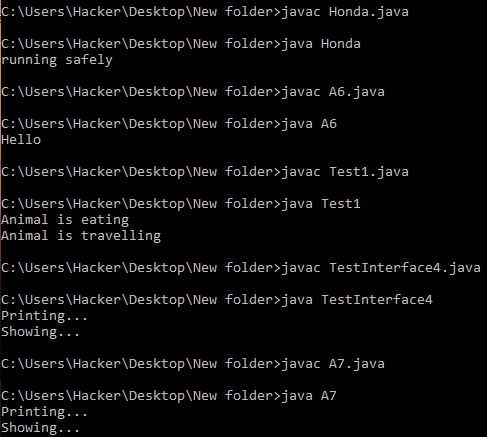 C:\Users\Hacker\Desktop\New folder>javac Honda.java
C:\Users\Hacker\Desktop\New folder>java Honda
running safely
C:\Users\Hacker\Desktop\New folder>javac A6.java
C:\Users\Hacker\Desktop\New folder>java A6
Hello
C:\Users\Hacker\Desktop\New folder>javac Test1.java
C:\Users\Hacker\Desktop\New folder>java Test1
Animal is eating
Animal is travelling
C:\Users\Hacker\Desktop\New folder>javac TestInterface4.java
C:\Users\Hacker\Desktop\New folder>java TestInterface4
Printing...
Showing...
C:\Users\Hacker\Desktop\New folder>javac A7.java
C:\Users\Hacker\Desktop\New folder>java A7
Printing...
Showing...